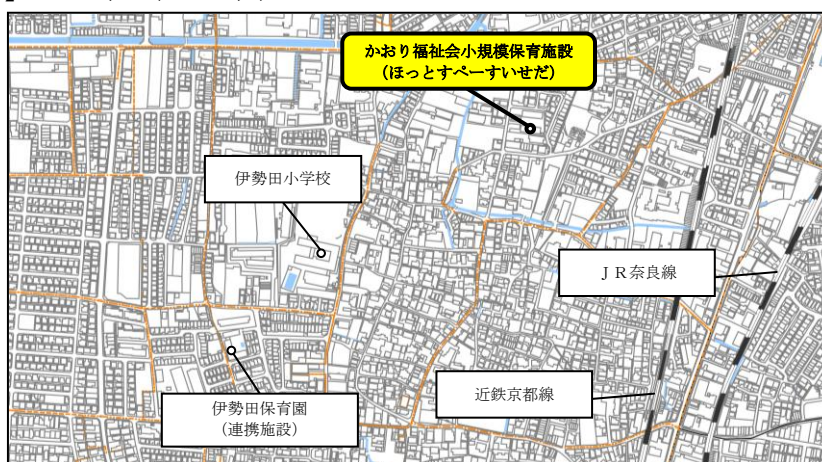 かおり福祉会小規模保育施設
(ほっとすぺーすいせだ)
伊勢田小学校
ＪＲ奈良線
近鉄京都線
伊勢田保育園
(連携施設)